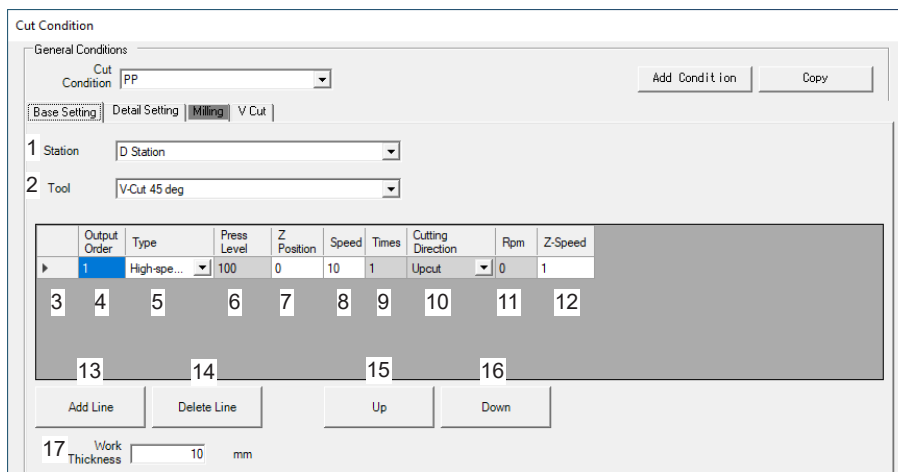 Cut Condition
General Conditions
Cut
Condition PP
Add Condition Copy
Base Setting Detail Setting Milling V Cut
1 Station D Station
2 Tool V-Cut 45 deg
Output Order Type Press Level Z Position Speed Times Cutting Direction Rpm Z-Speed
1 High-spe... 100 0 10 1 Upcut 0 1
3 4 5 6 7 8 9 10 11 12
13 14 15 16
Add Line Delete Line Up Down
17 Work Thickness 10 mm